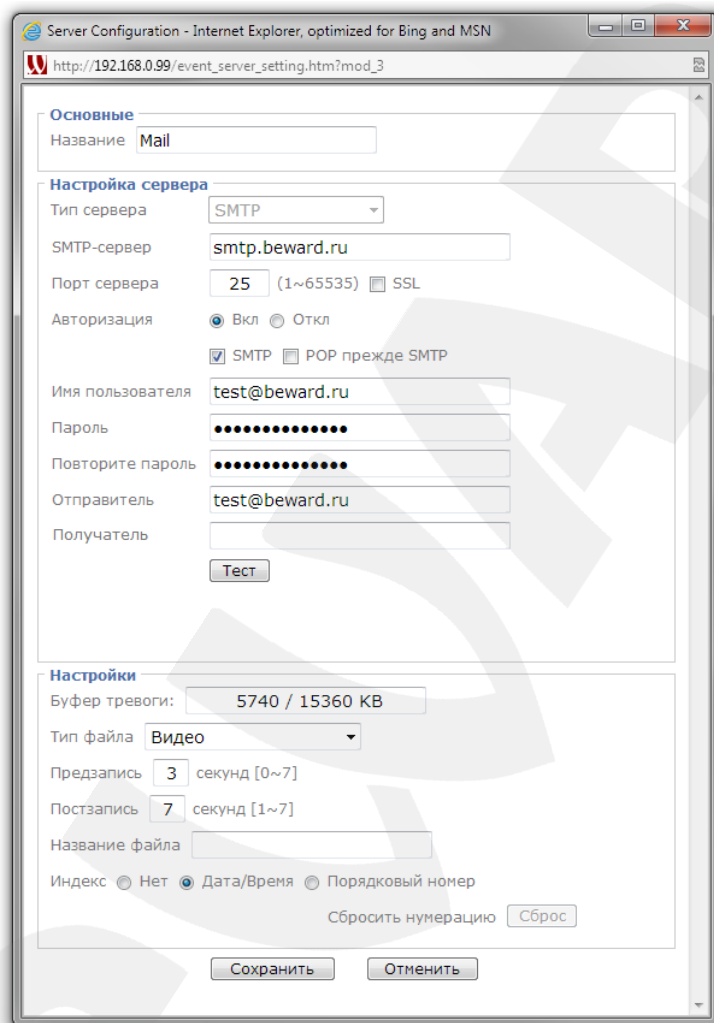 Server Configuration - Internet Explorer, optimized for Bing and MSN
http://192.168.0.99/event_server_setting.htm?mod_3
Основные
Название Mail
Настройка сервера
Тип сервера SMTP
SMTP-сервер smtp.beward.ru
Порт сервера 25 (1~65535) SSL
Авторизация Вкл Откл
SMTP POP прежде SMTP
Имя пользователя test@beward.ru
Пароль ••••••••••••••
Повторите пароль ••••••••••••••
Отправитель test@beward.ru
Получатель
Тест
Настройки
Буфер тревоги: 5740 / 15360 KB
Тип файла Видео
Предзапись 3 секунд [0~7]
Постзапись 7 секунд [1~7]
Название файла
Индекс Нет Дата/Время Порядковый номер
Сбросить нумерацию Сброс
Сохранить Отменить